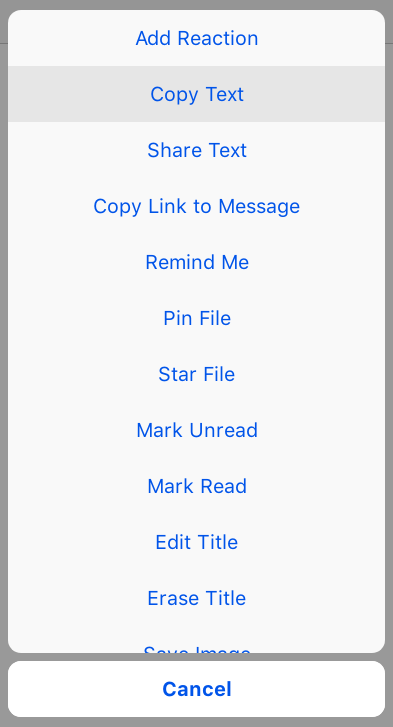 Add Reaction
Copy Text
Share Text
Copy Link to Message
Remind Me
Pin File
Star File
Mark Unread
Mark Read
Edit Title
Erase Title
Save Image
Cancel